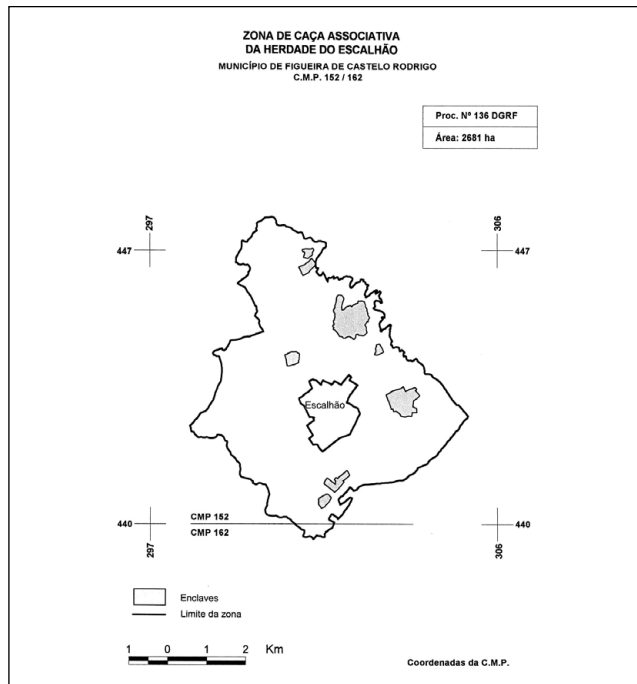 ZONA DE CAÇA ASSOCIATIVA
DA HERDADE DO ESCALHÃO
MUNICÍPIO DE FIGUEIRA DE CASTELO RODRIGO
C.M.P. 152 / 162
Proc. Nº 136 DGRF
Área: 2681 ha
297
306
447
447
Escalhão
440
CMP 152
440
CMP 162
297
306
Enclaves
Limite da zona
1 0 1 2 Km
Coordenadas da C.M.P.